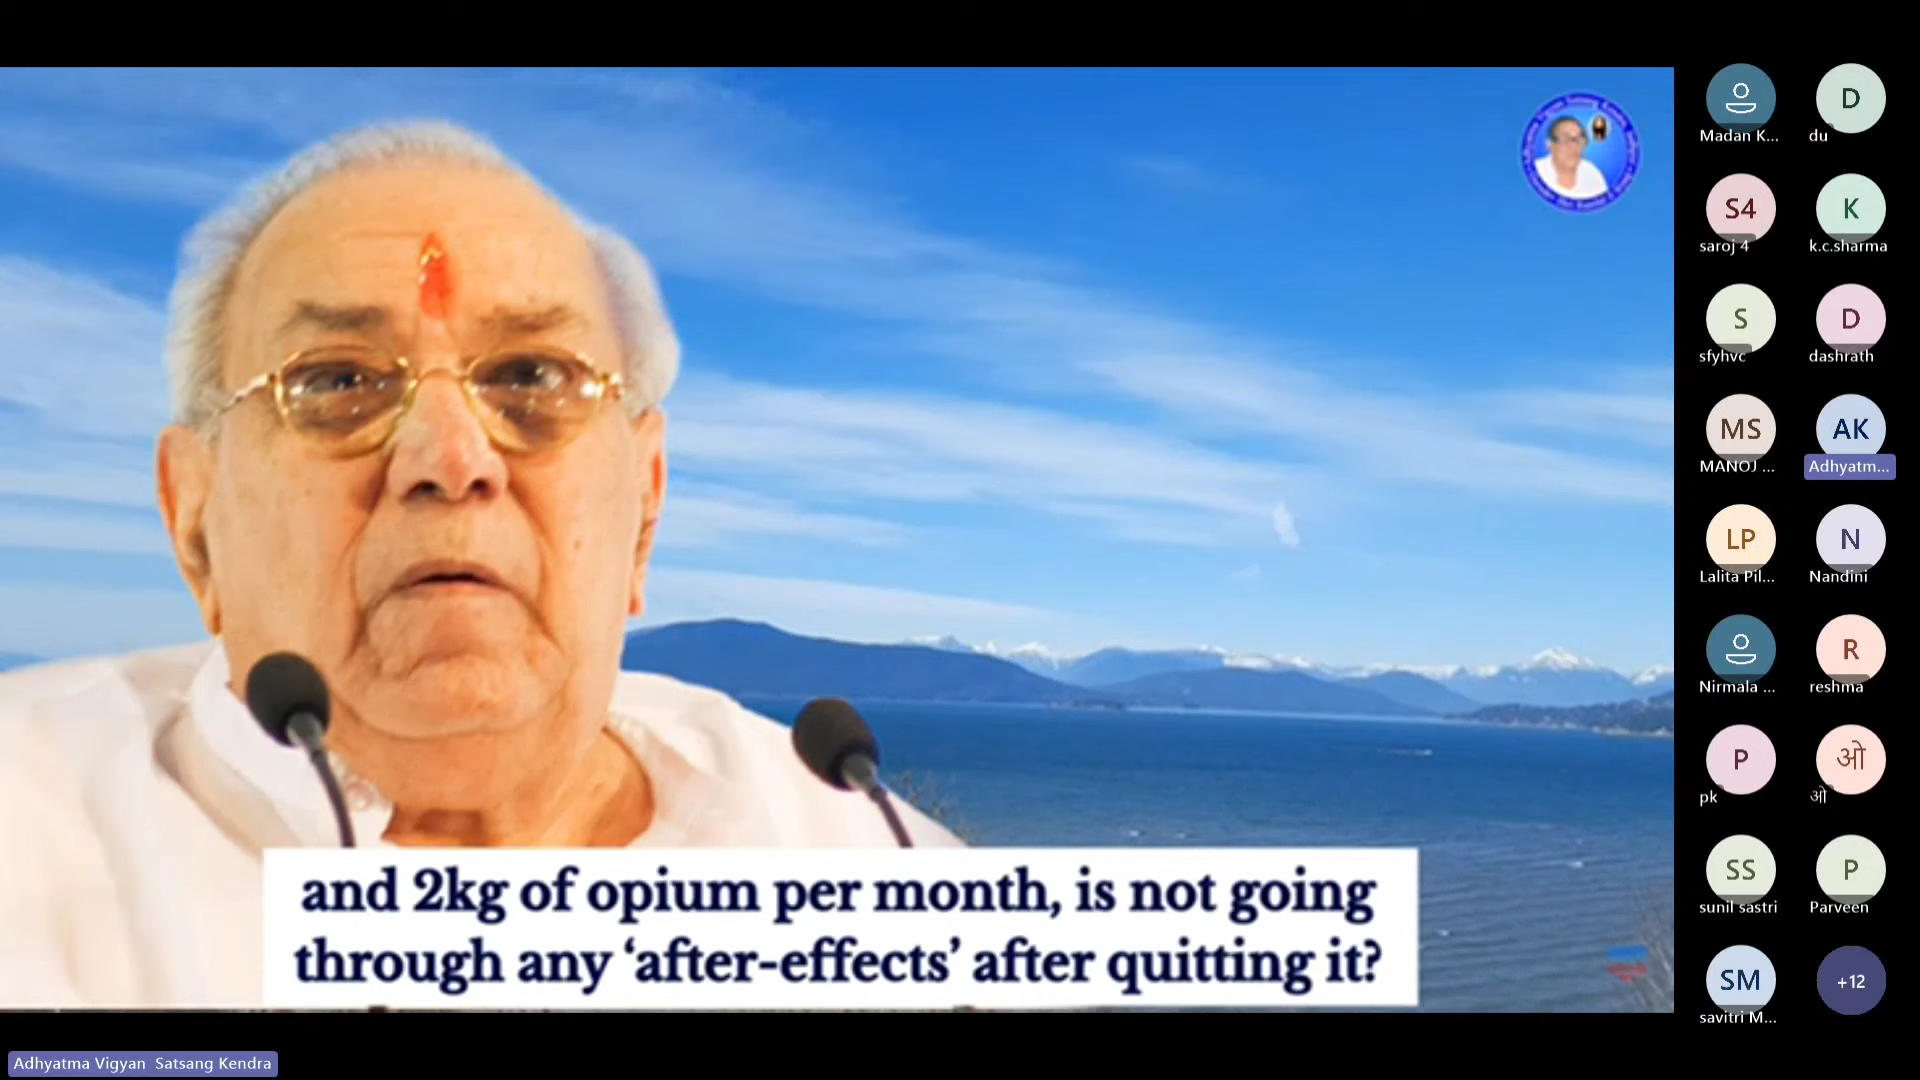 and 2kg of opium per month, is not going
through any ‘after-effects’ after quitting it?
Madan K...
D
du
S4
saroj 4
K
k.c.sharma
S
sfyhvc
D
dashrath
MS
MANOJ ...
AK
Adhyatm...
LP
Lalita Pil...
N
Nandini
Nirmala ...
R
reshma
P
pk
ओ
ओ
SS
sunil sastri
P
Parveen
SM
savitri M...
+12
Adhyatma Vigyan Satsang Kendra